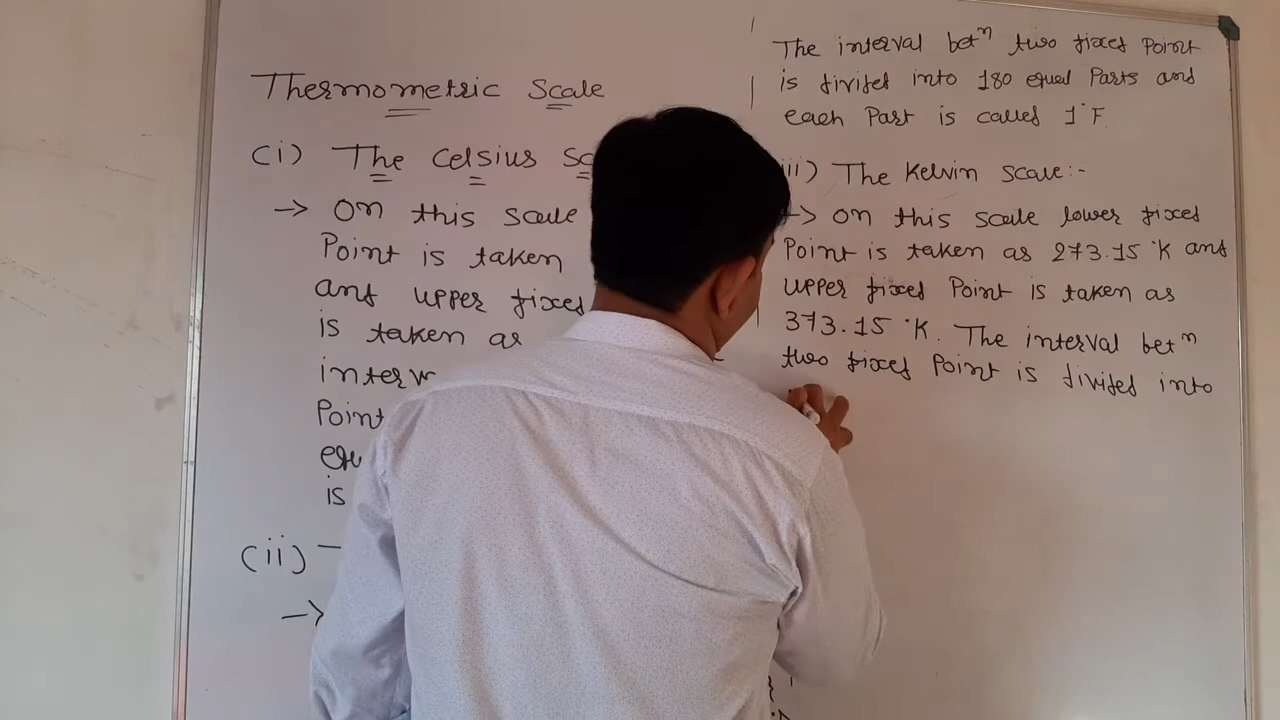 Thermometric Scale
(i) The Celsius Sc
-> On this scale
Point is taken
and upper fixed
is taken as
interv
Point
equ
is
(ii)
->
The interval betⁿ two fixed Point
is divided into 180 equal Parts and
each Part is called 1°F.
iii) The Kelvin Scale:-
-> on this scale lower fixed
Point is taken as 273.15 °K and
upper fixed Point is taken as
373.15 °K. The interval betⁿ
two fixed Point is divided into